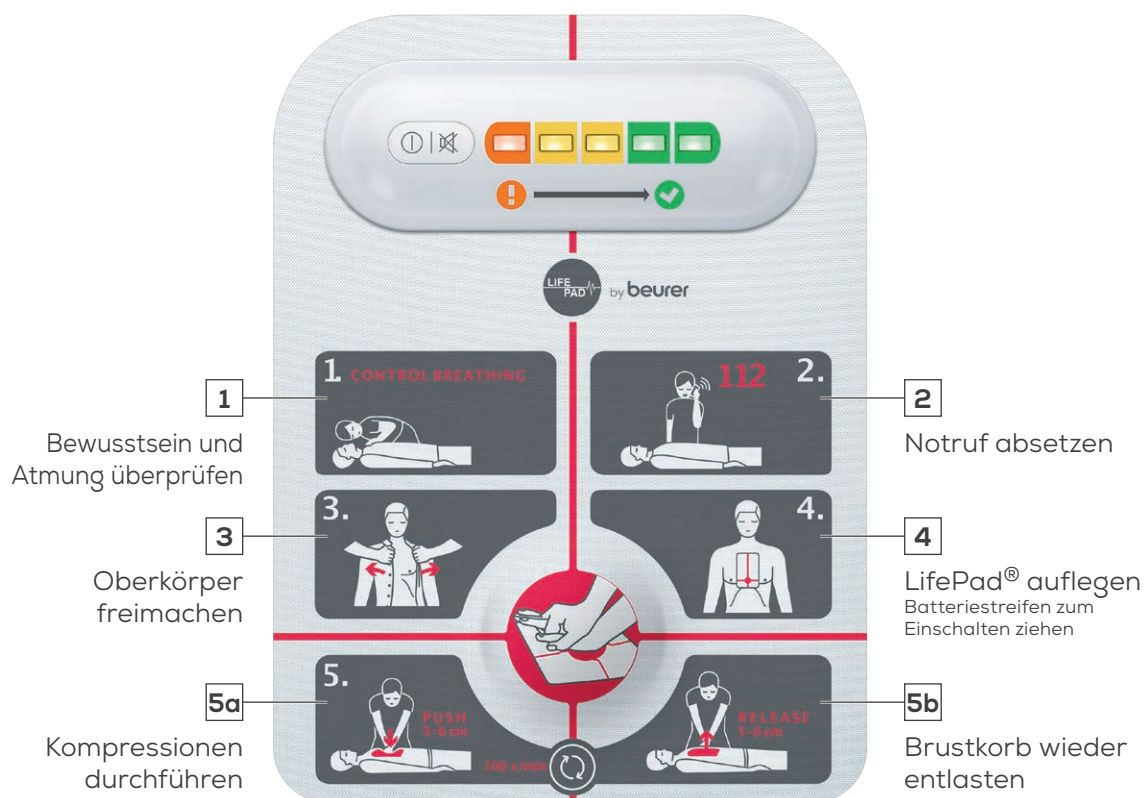 LIFE
PAD
by beurer
1. CONTROL BREATHING
112 2.
1
Bewusstsein und
Atmung überprüfen
2
Notruf absetzen
3.
4.
3
Oberkörper
freimachen
4
LifePad® auflegen
Batteriestreifen zum
Einschalten ziehen
5.
PUSH
5-6 cm
RELEASE
5-6 cm
100 x/min
5a
Kompressionen
durchführen
5b
Brustkorb wieder
entlasten